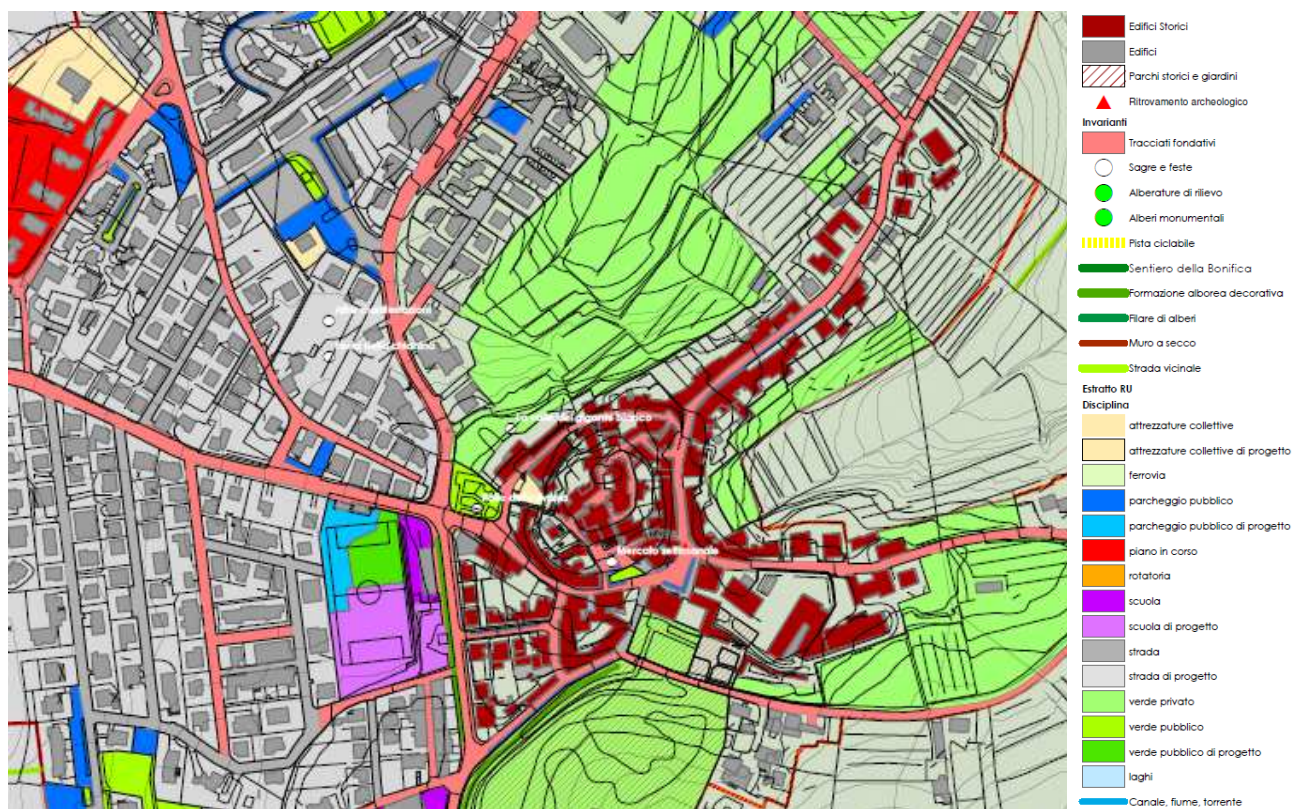 Edifici Storici
Edifici
Parchi storici e giardini
Ritrovamento archeologico
Invarianti
Tracciati fondativi
Sagre e feste
Alberature di rilievo
Alberi monumentali
Pista ciclabile
Sentiero della Bonifica
Formazione alborea decorativa
Filare di alberi
Muro a secco
Strada vicinale
Estratto RU
Disciplina
attrezzature collettive
attrezzature collettive di progetto
ferrovia
parcheggio pubblico
parcheggio pubblico di progetto
piano in corso
rotatoria
scuola
scuola di progetto
strada
strada di progetto
verde privato
verde pubblico
verde pubblico di progetto
laghi
Canale, fiume, torrente
gigante bianco
Mercato settimanale